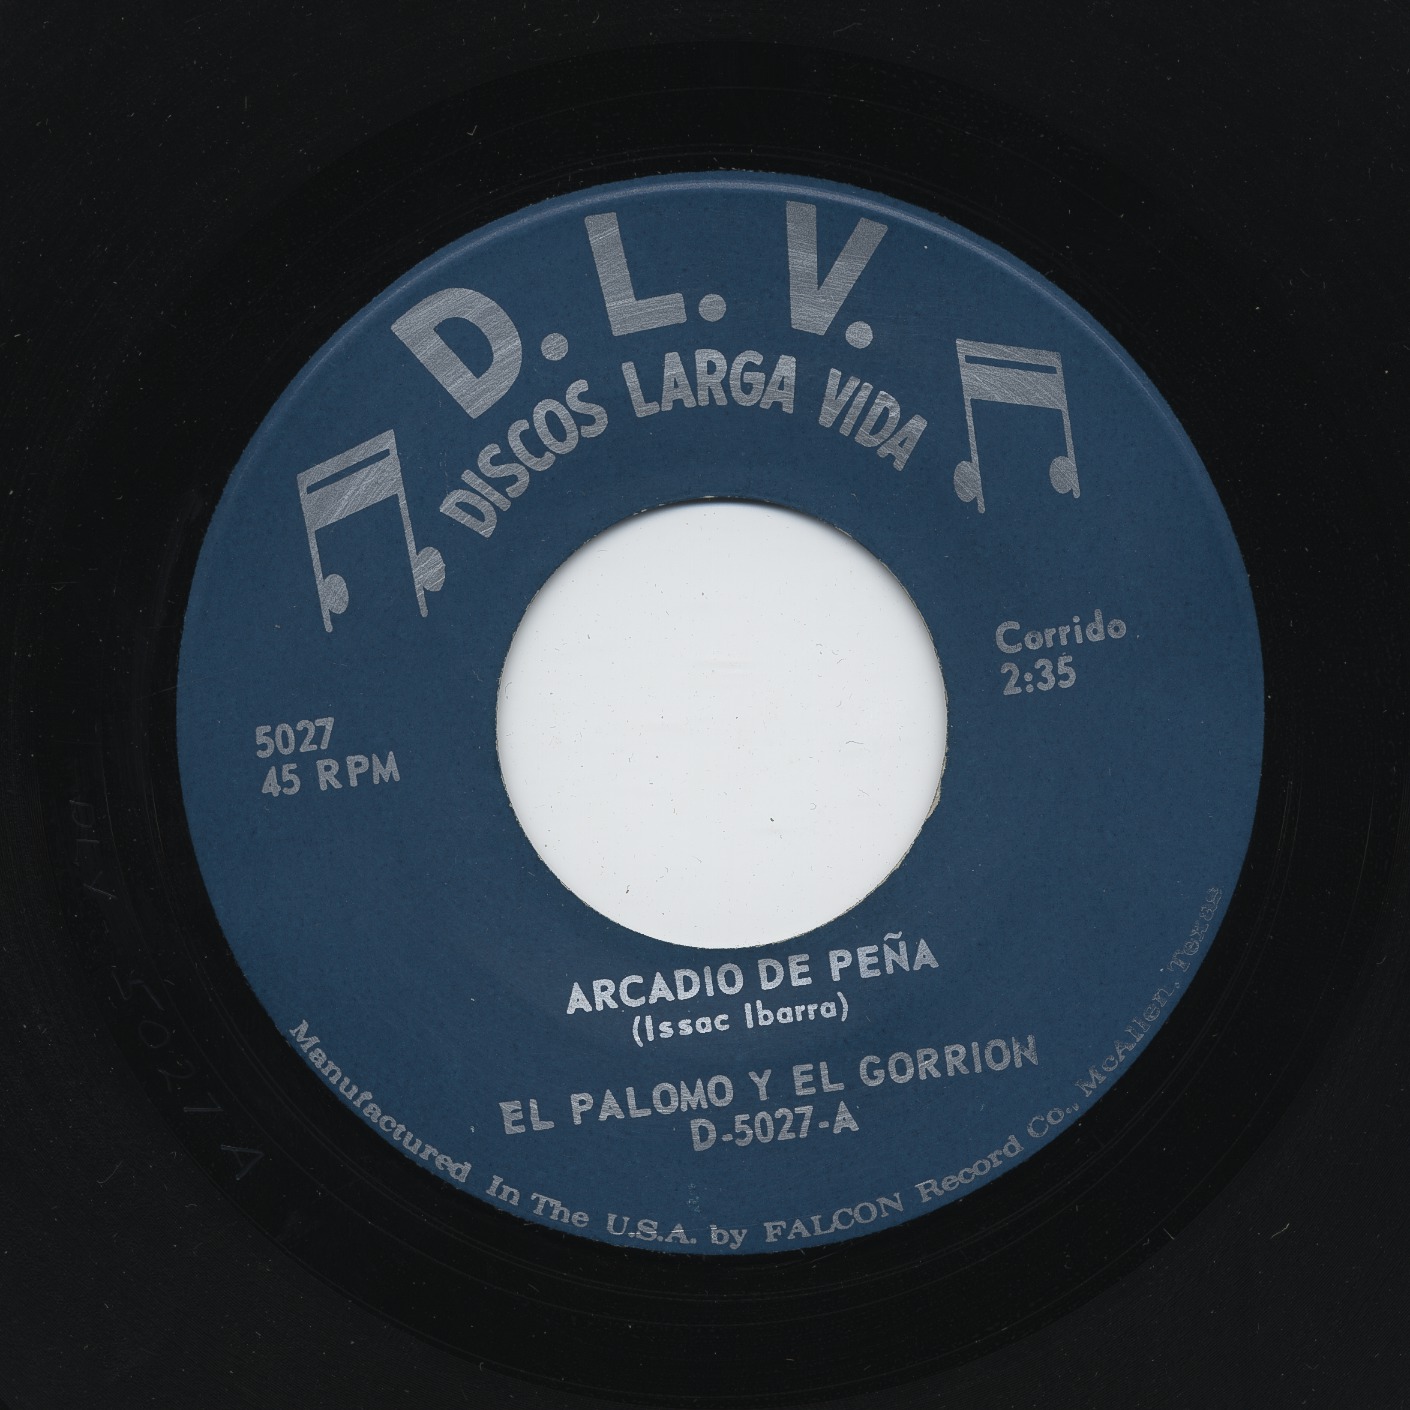 D. L. V.
DISCOS LARGA VIDA
Corrido
2:35
5027
45 RPM
ARCADIO DE PEÑA
(Issac Ibarra)
EL PALOMO Y EL GORRION
D-5027-A
Manufactured In The U.S.A. by FALCON Record Co., McAllen, Texas
DLV 5027 A